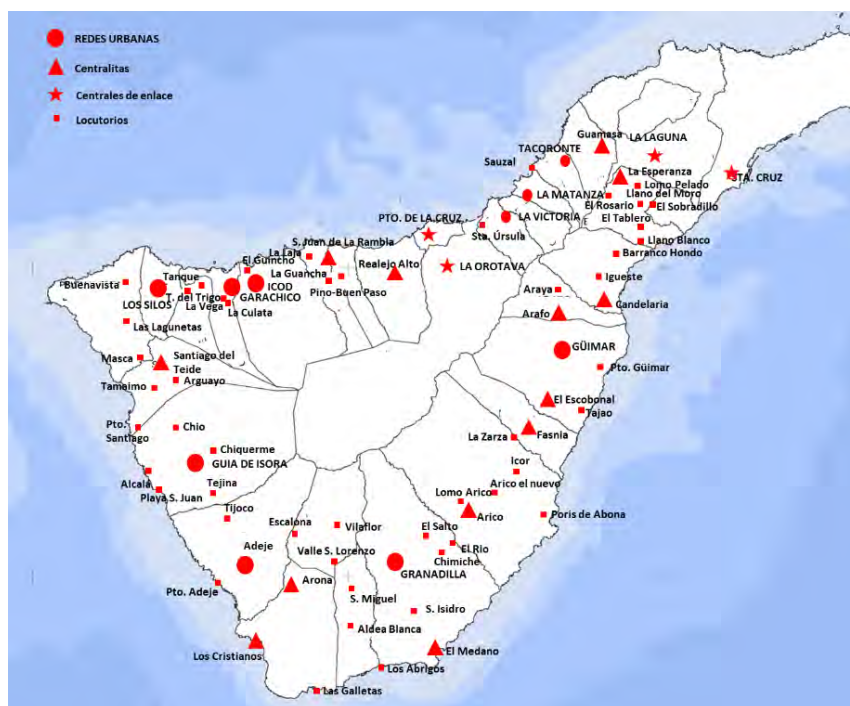 REDES URBANAS
Centralitas
Centrales de enlace
Locutorios
Guamasa
LA LAGUNA
TACORONTE
Sauzal
La Esperanza
STA. CRUZ
Lomo Pelado
LA MATANZA
Llano del Moro
El Rosario
El Sobradillo
PTO. DE LA CRUZ
LA VICTORIA
El Tablero
Sta. Úrsula
S. Juan de La Rambla
Llano Blanco
La Laja
El Guincho
Realejo Alto
LA OROTAVA
Barranco Hondo
Buenavista
Tanque
La Guancha
ICOD
Igueste
Pino-Buen Paso
Araya
LOS SILOS
T. del Trigo
GARACHICO
La Vega
La Culata
Candelaria
Arafo
Las Lagunetas
GÜIMAR
Masca
Santiago del
Teide
Pto. Güimar
Tamaimo
Arguayo
El Escobonal
Tajao
Pto.
Santiago
Chio
Fasnia
La Zarza
Chiquerme
GUIA DE ISORA
Icor
Alcalá
Arico el nuevo
Playa S. Juan
Tejina
Lomo Arico
Tijoco
Arico
Poris de Abona
Escalona
Vilaflor
El Salto
Adeje
Valle S. Lorenzo
El Rio
Chimiche
GRANADILLA
Pto. Adeje
Arona
S. Miguel
S. Isidro
Aldea Blanca
Los Cristianos
El Medano
Los Abrigos
Las Galletas